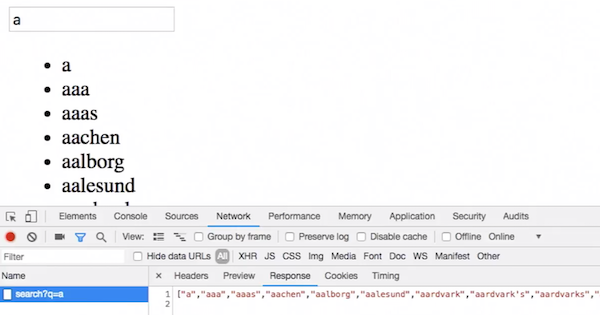 a
a
aaa
aaas
aachen
aalborg
aalesund
Elements Console Sources Network Performance Memory Application Security Audits
View: Group by frame Preserve log Disable cache Offline Online
Filter Hide data URLs All XHR JS CSS Img Media Font Doc WS Manifest Other
Name Headers Preview Response Cookies Timing
search?q=a 1 ["a","aaa","aaas","aachen","aalborg","aalesund","aardvark","aardvark's","aardvarks","
2